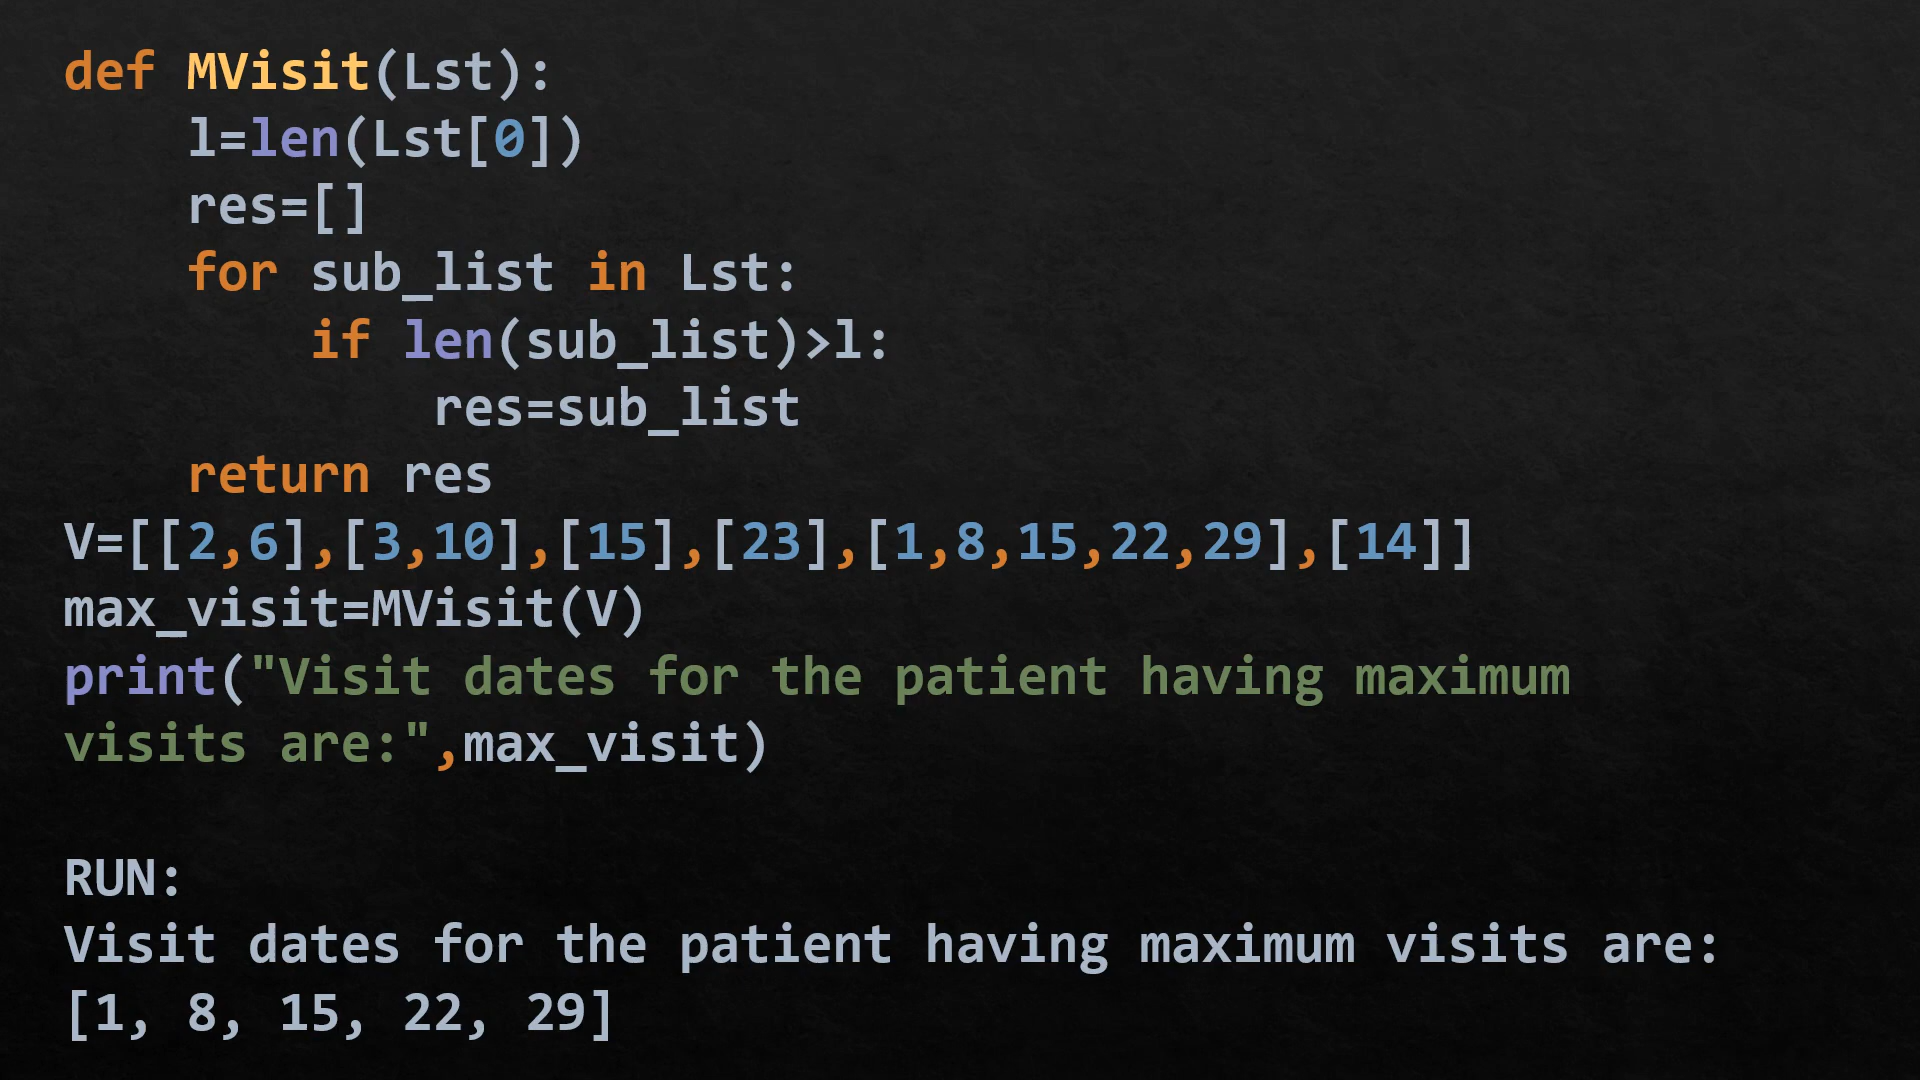 def MVisit(Lst):
    l=len(Lst[0])
    res=[]
    for sub_list in Lst:
        if len(sub_list)>l:
            res=sub_list
    return res
V=[[2,6],[3,10],[15],[23],[1,8,15,22,29],[14]]
max_visit=MVisit(V)
print("Visit dates for the patient having maximum
visits are:",max_visit)

RUN:
Visit dates for the patient having maximum visits are:
[1, 8, 15, 22, 29]